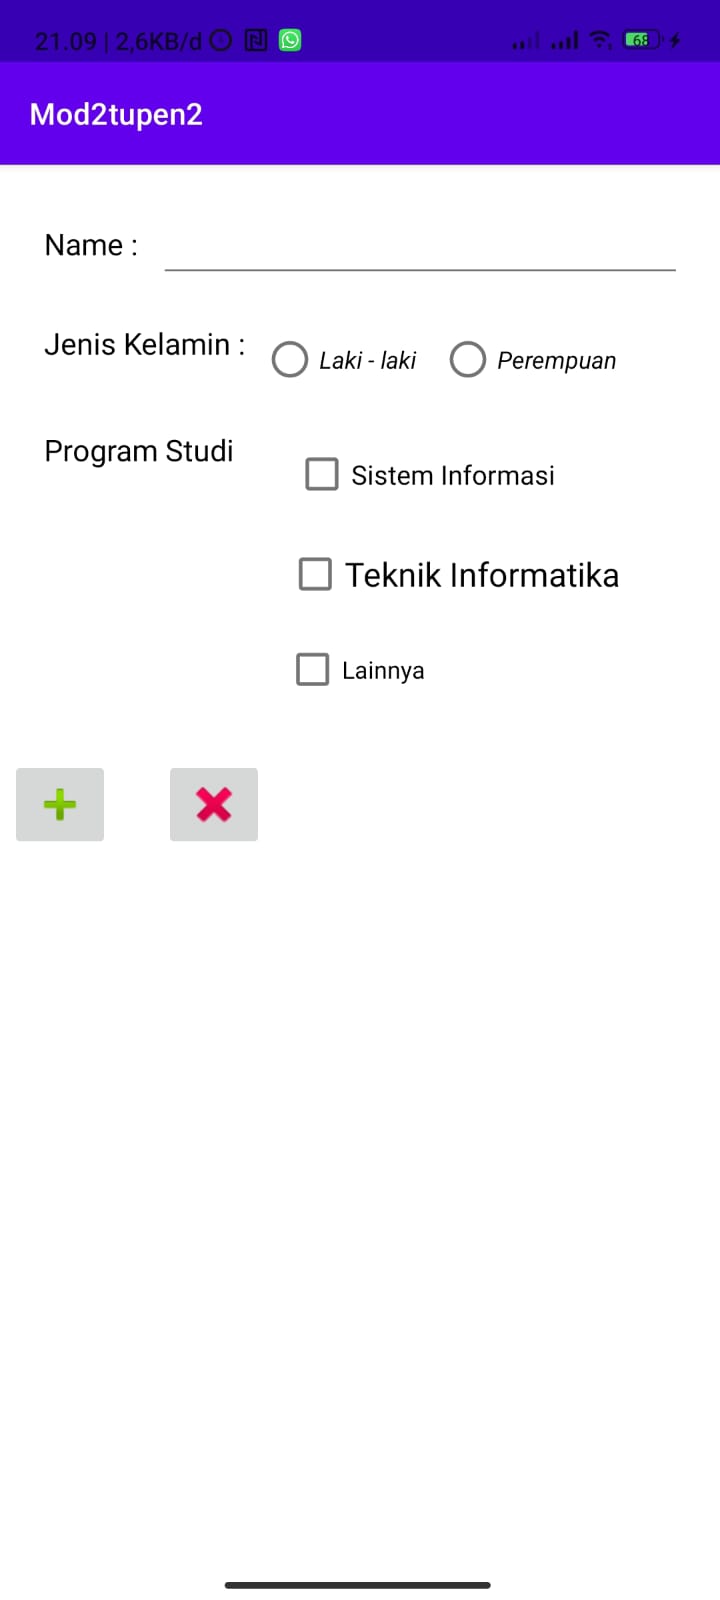 21.09 | 2,6KB/d
68
Mod2tupen2
Name :
Jenis Kelamin :
Laki - laki
Perempuan
Program Studi
Sistem Informasi
Teknik Informatika
Lainnya